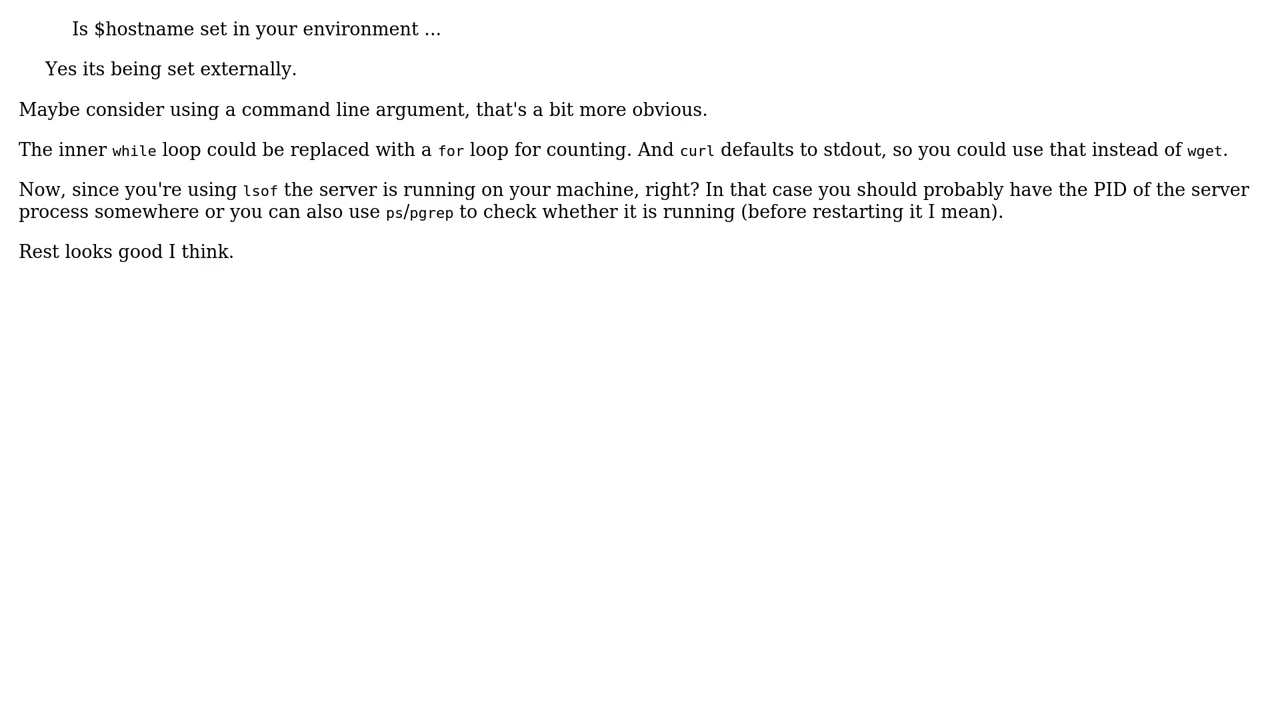 Is $hostname set in your environment ...
Yes its being set externally.
Maybe consider using a command line argument, that's a bit more obvious.
The inner while loop could be replaced with a for loop for counting. And curl defaults to stdout, so you could use that instead of wget.
Now, since you're using lsof the server is running on your machine, right? In that case you should probably have the PID of the server
process somewhere or you can also use ps/pgrep to check whether it is running (before restarting it I mean).
Rest looks good I think.